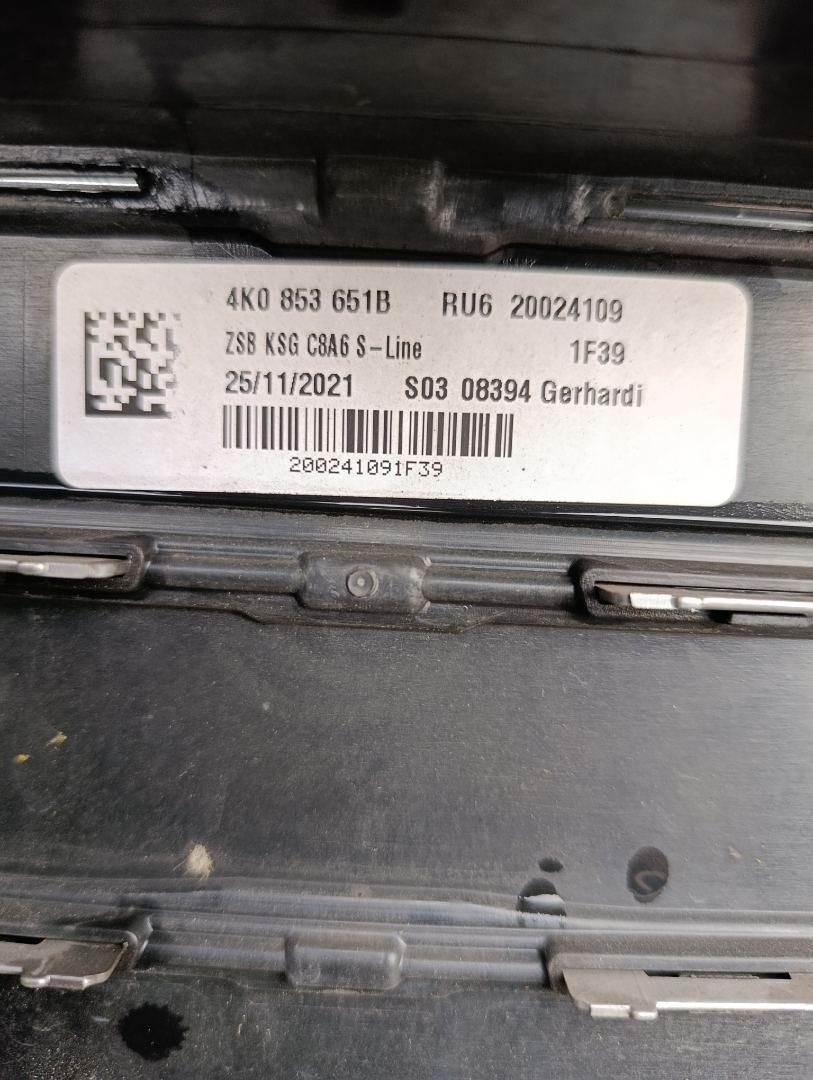 4K0 853 651B RU6 20024109
ZSB KSG C8A6 S-Line 1F39
25/11/2021 S03 08394 Gerhardi
200241091F39